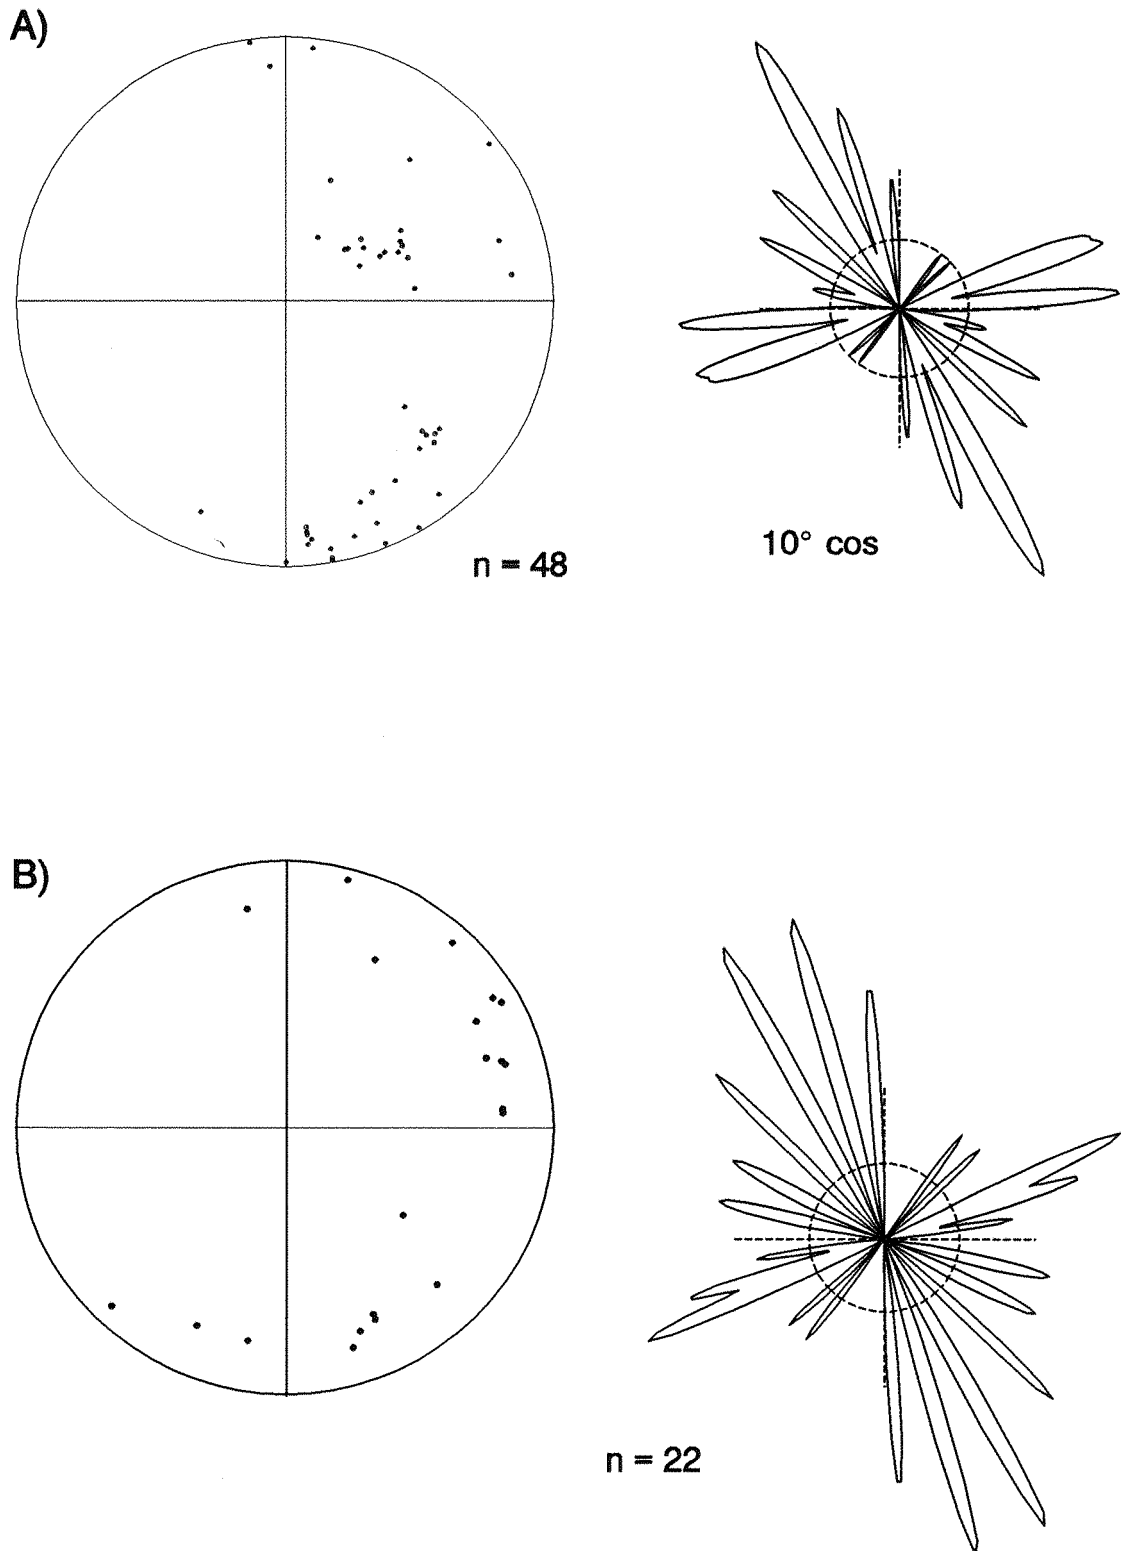 A)
n = 48
10° cos
B)
n = 22